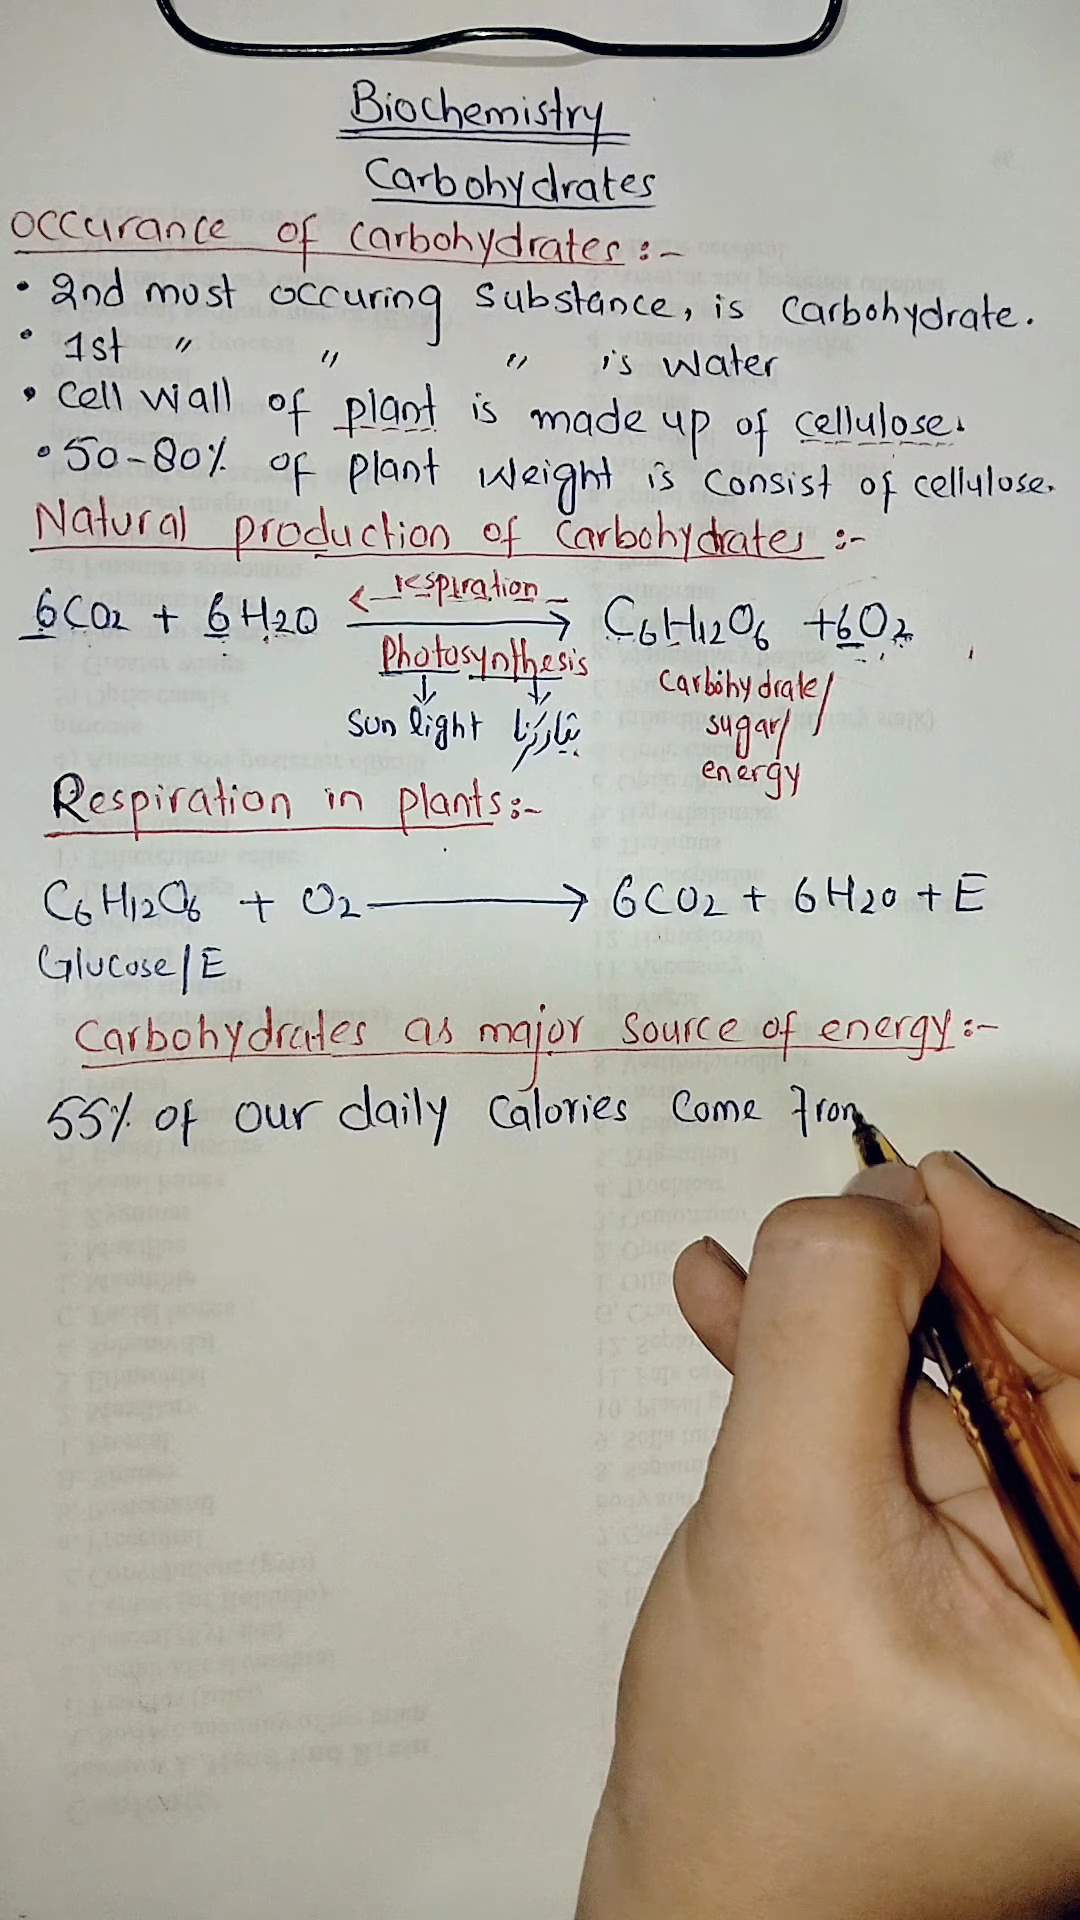 Biochemistry
Carbohydrates
Occurance of carbohydrates:-
• 2nd most occuring substance, is carbohydrate.
• 1st " " " is water
• Cell wall of plant is made up of cellulose.
• 50-80% of plant weight is consist of cellulose.
Natural production of carbohydrates:-
respiration
6CO2 + 6H2O → C6H12O6 + 6O2
Photosynthesis
Carbohydrate/
Sun light
sugar/
energy
Respiration in plants:-
C6H12O6 + O2 → 6CO2 + 6H2O + E
Glucose/E
Carbohydrates as major source of energy:-
55% of our daily calories come from